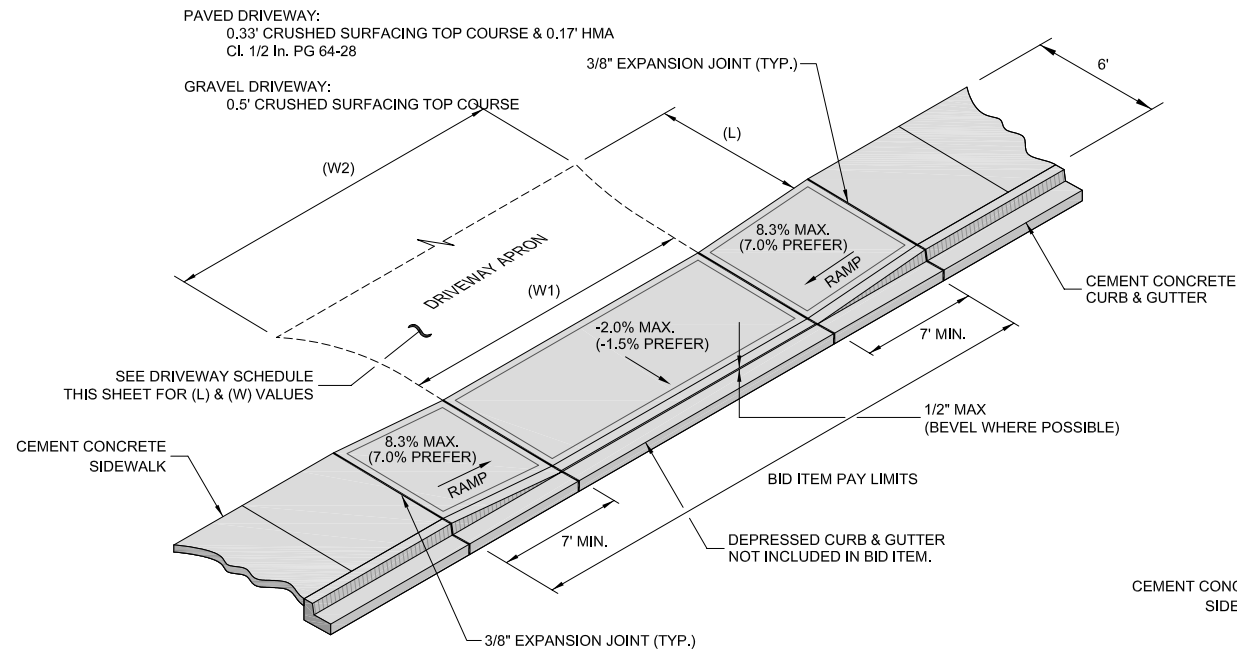 PAVED DRIVEWAY:
0.33' CRUSHED SURFACING TOP COURSE & 0.17' HMA
Cl. 1/2 In. PG 64-28
GRAVEL DRIVEWAY:
0.5' CRUSHED SURFACING TOP COURSE
3/8" EXPANSION JOINT (TYP.)
6'
(L)
(W2)
8.3% MAX.
(7.0% PREFER)
RAMP
DRIVEWAY APRON
(W1)
CEMENT CONCRETE
CURB & GUTTER
-2.0% MAX.
(-1.5% PREFER)
7' MIN.
SEE DRIVEWAY SCHEDULE
THIS SHEET FOR (L) & (W) VALUES
1/2" MAX
(BEVEL WHERE POSSIBLE)
CEMENT CONCRETE
SIDEWALK
8.3% MAX.
(7.0% PREFER)
RAMP
BID ITEM PAY LIMITS
7' MIN.
DEPRESSED CURB & GUTTER
NOT INCLUDED IN BID ITEM.
CEMENT CONC
SIDE
3/8" EXPANSION JOINT (TYP.)